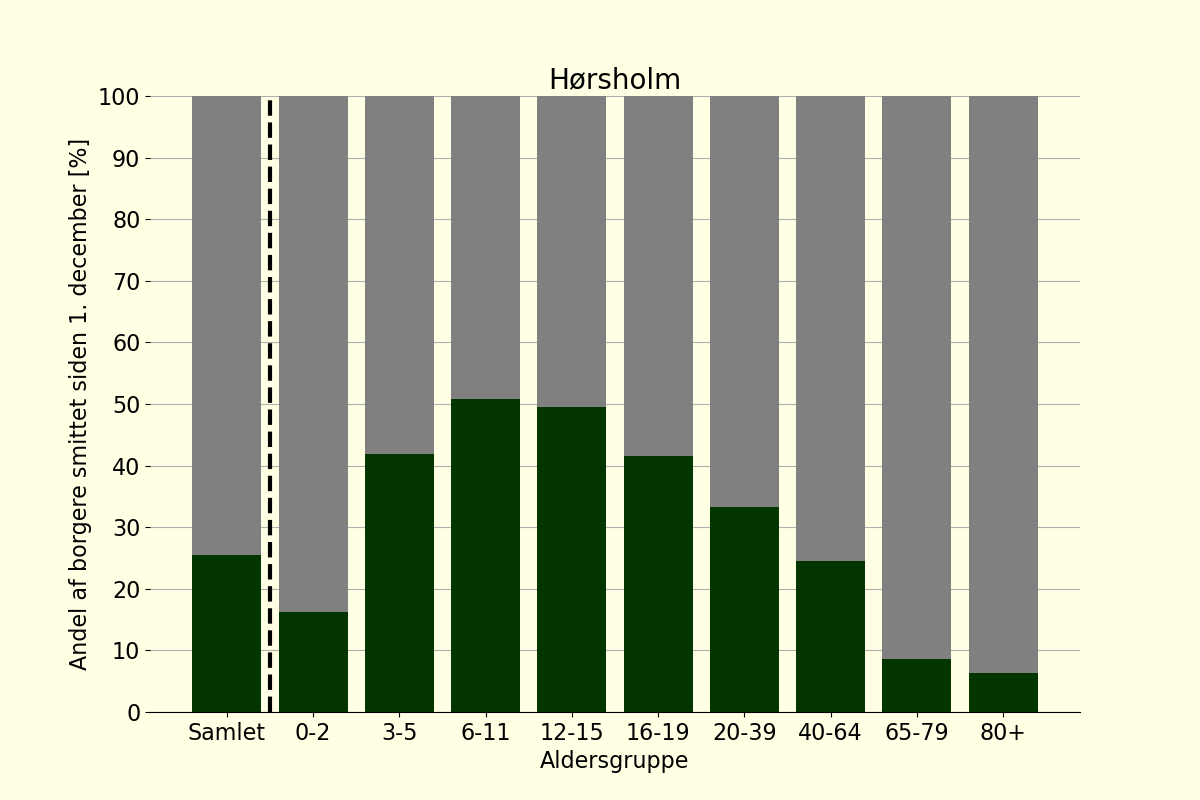 Hørsholm
Andel af borgere smittet siden 1. december [%]
100
90
80
70
60
50
40
30
20
10
0
Samlet 0-2 3-5 6-11 12-15 16-19 20-39 40-64 65-79 80+
Aldersgruppe